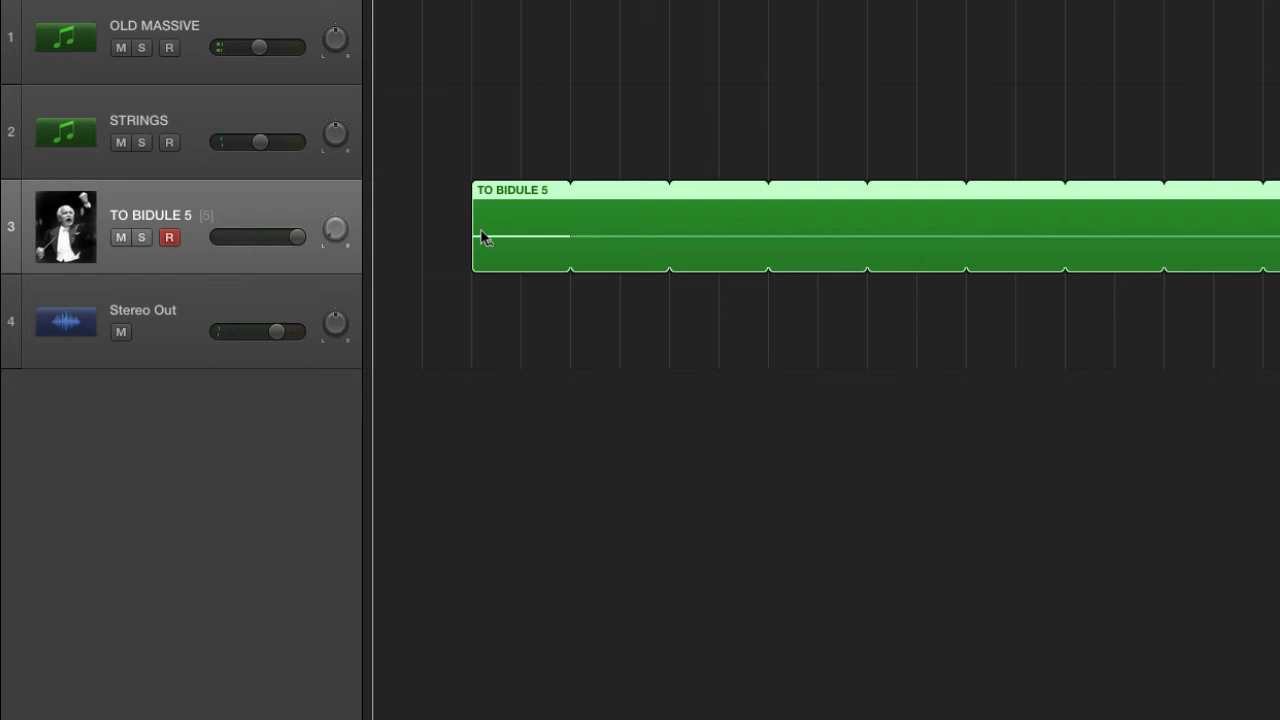 1
OLD MASSIVE
M S R
L R
2
STRINGS
M S R
L R
3
TO BIDULE 5 [5]
M S R
L R
TO BIDULE 5
4
Stereo Out
M
L R